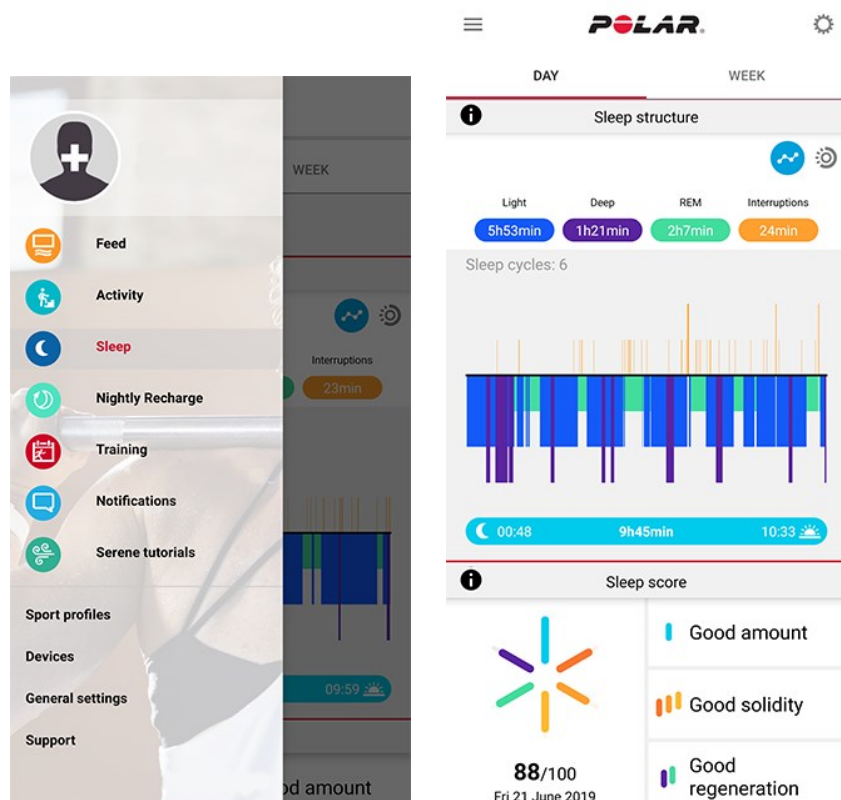 WEEK
Feed
Activity
Sleep
Interruptions
Nightly Recharge
23min
Training
Notifications
Serene tutorials
Sport profiles
Devices
General settings
09:59
Support
od amount
POLAR
DAY WEEK
Sleep structure
Light Deep REM Interruptions
5h53min 1h21min 2h7min 24min
Sleep cycles: 6
00:48 9h45min 10:33
Sleep score
Good amount
Good solidity
88/100
Fri 21 June 2019
Good
regeneration